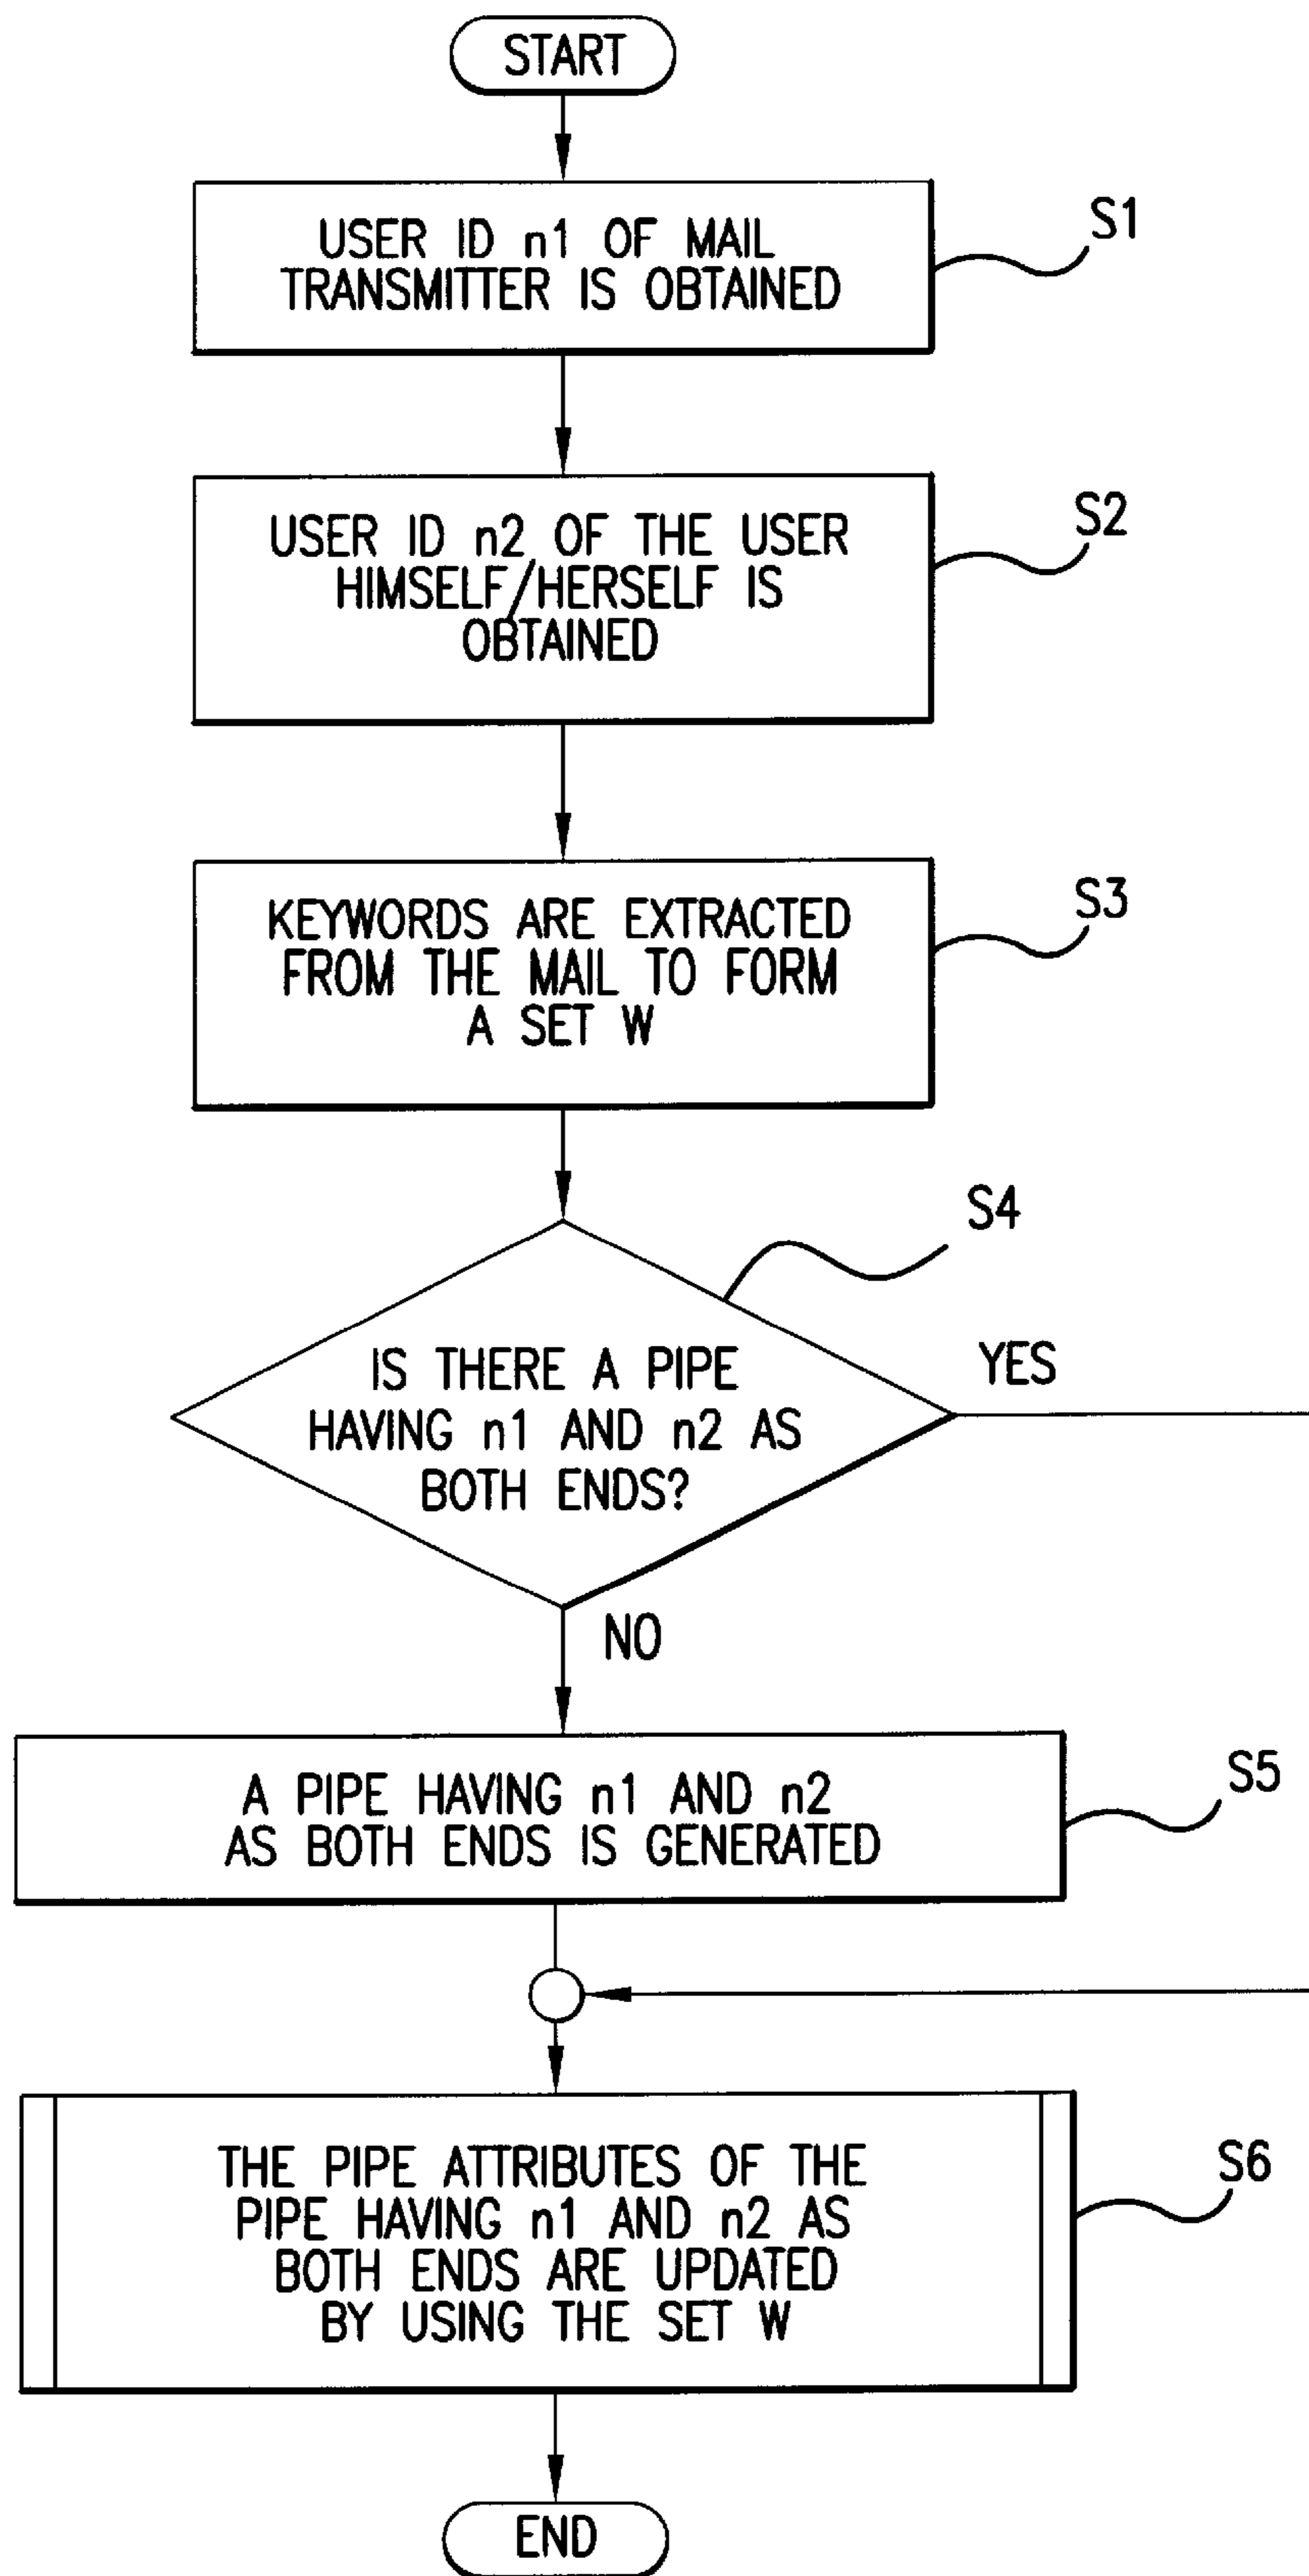 START
USER ID n1 OF MAIL
TRANSMITTER IS OBTAINED
S1
USER ID n2 OF THE USER
HIMSELF/HERSELF IS
OBTAINED
S2
KEYWORDS ARE EXTRACTED
FROM THE MAIL TO FORM
A SET W
S3
S4
IS THERE A PIPE
HAVING n1 AND n2 AS
BOTH ENDS?
YES
NO
A PIPE HAVING n1 AND n2
AS BOTH ENDS IS GENERATED
S5
THE PIPE ATTRIBUTES OF THE
PIPE HAVING n1 AND n2 AS
BOTH ENDS ARE UPDATED
BY USING THE SET W
S6
END